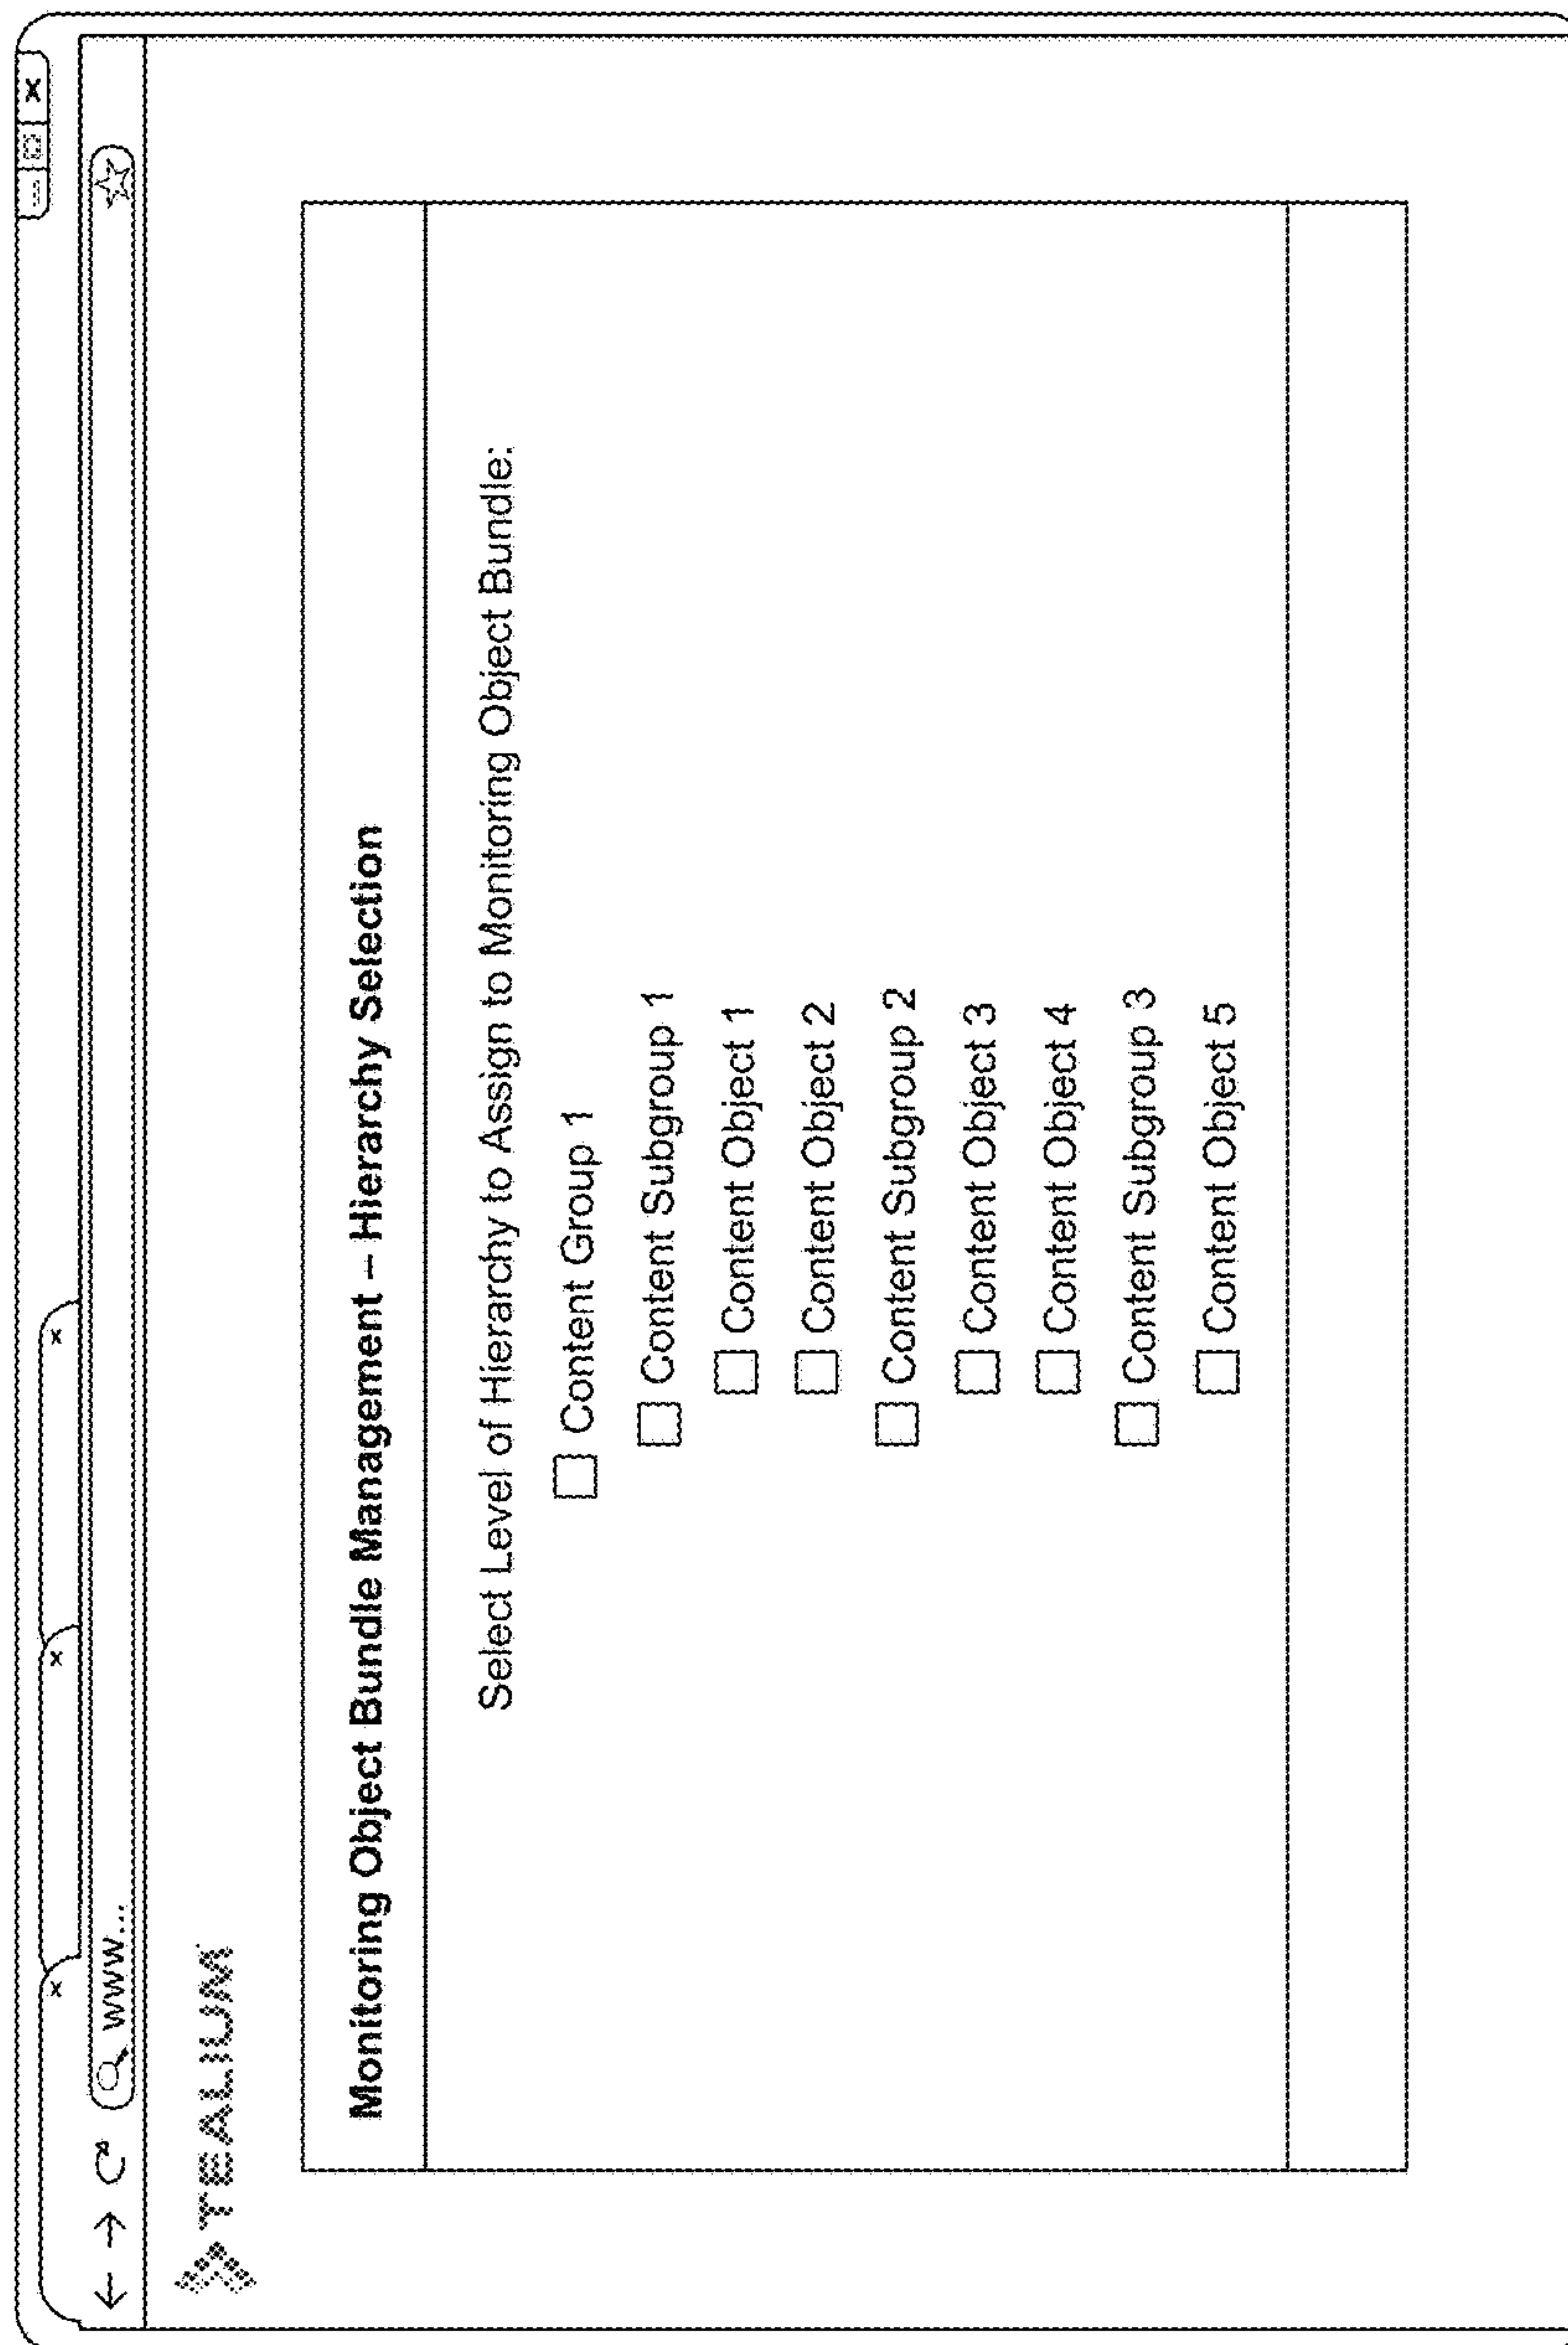 www...
TEALIUM
Monitoring Object Bundle Management – Hierarchy Selection
Select Level of Hierarchy to Assign to Monitoring Object Bundle:
Content Group 1
Content Subgroup 1
Content Object 1
Content Object 2
Content Subgroup 2
Content Object 3
Content Object 4
Content Subgroup 3
Content Object 5